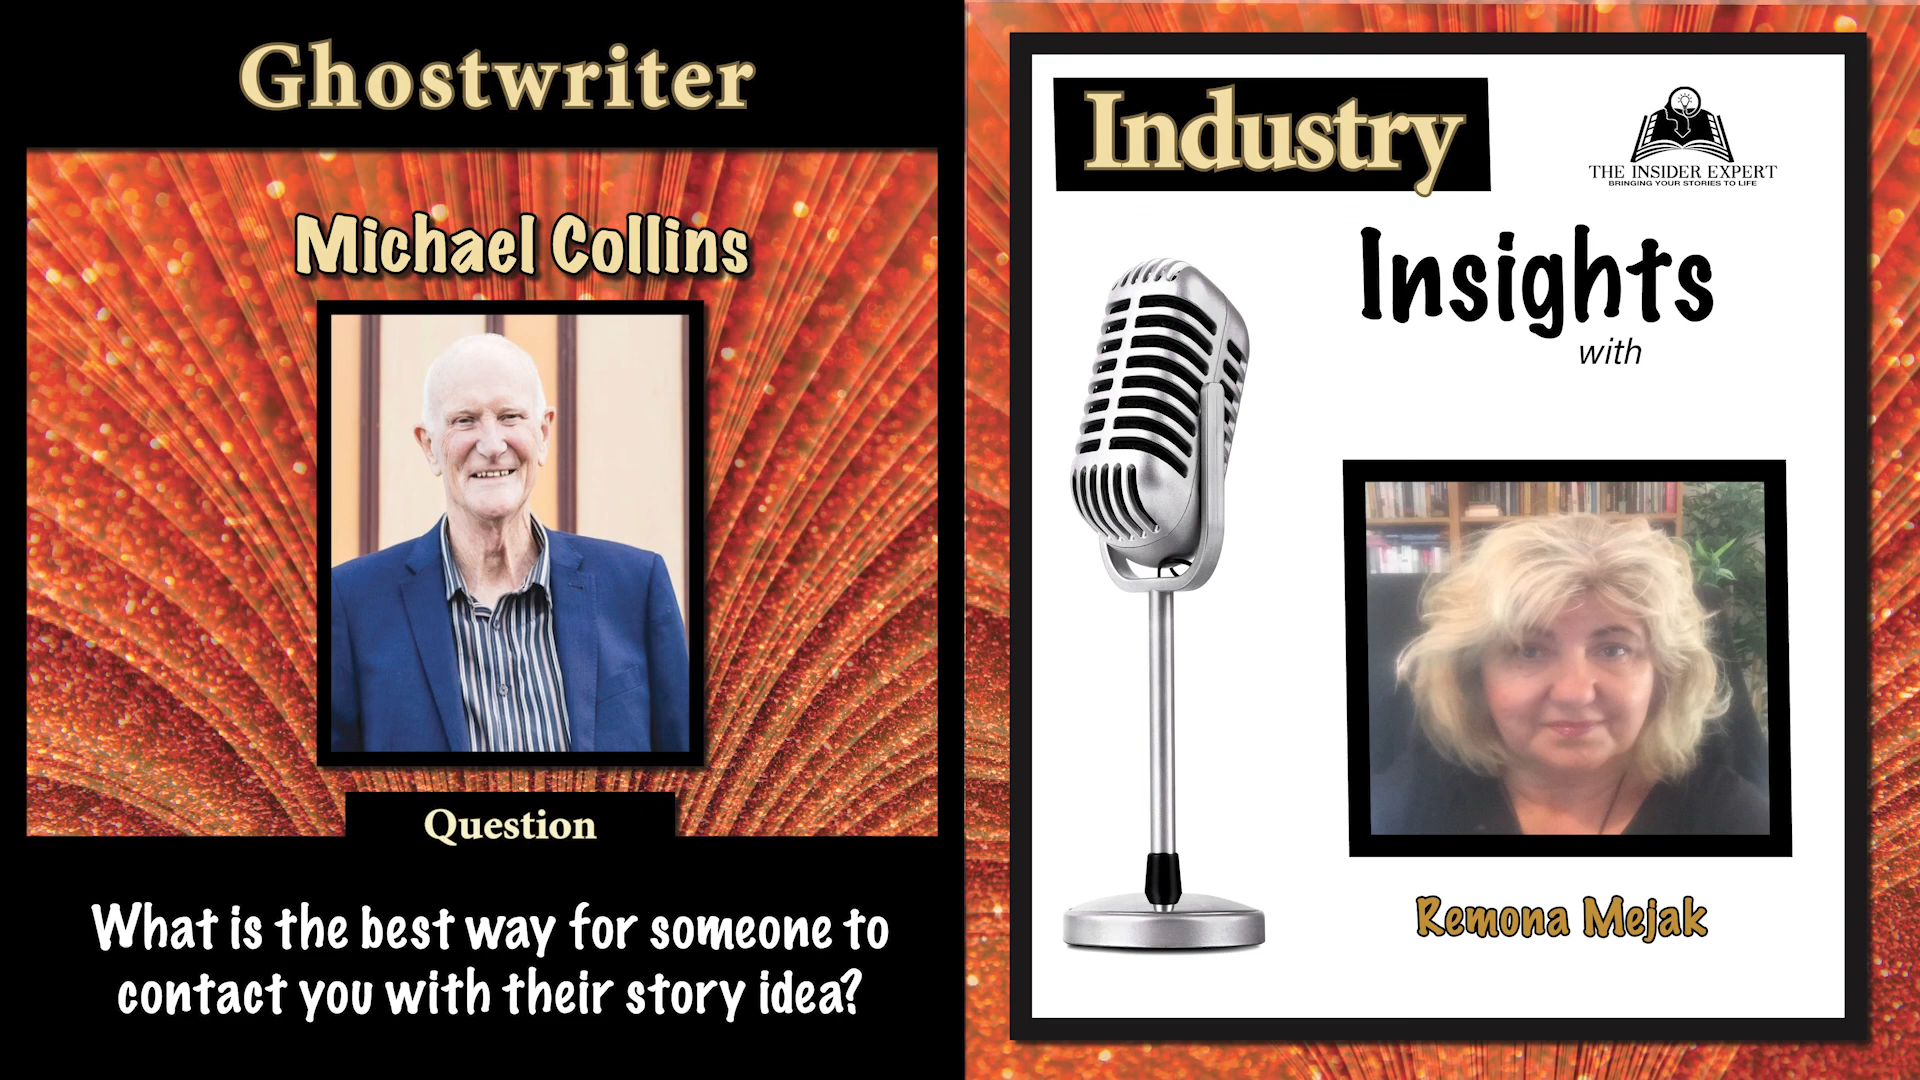 Ghostwriter
Michael Collins
Question
What is the best way for someone to
contact you with their story idea?
Industry
THE INSIDER EXPERT
BRINGING YOUR STORIES TO LIFE
Insights
with
Remona Mejak